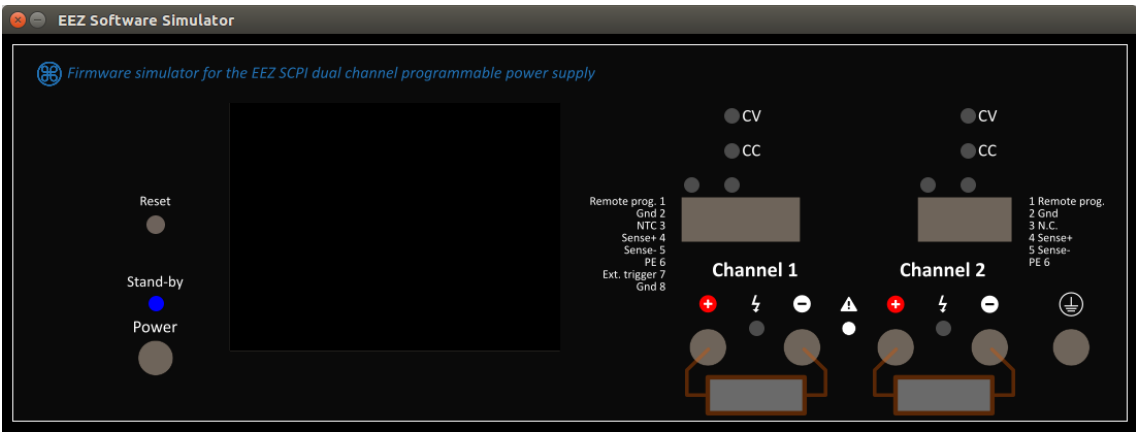 EEZ Software Simulator
Firmware simulator for the EEZ SCPI dual channel programmable power supply
CV
CC
CV
CC
Reset
Stand-by
Power
Remote prog. 1
Gnd 2
NTC 3
Sense+ 4
Sense- 5
PE 6
Ext. trigger 7
Gnd 8
Channel 1
Channel 2
1 Remote prog.
2 Gnd
3 N.C.
4 Sense+
5 Sense-
PE 6